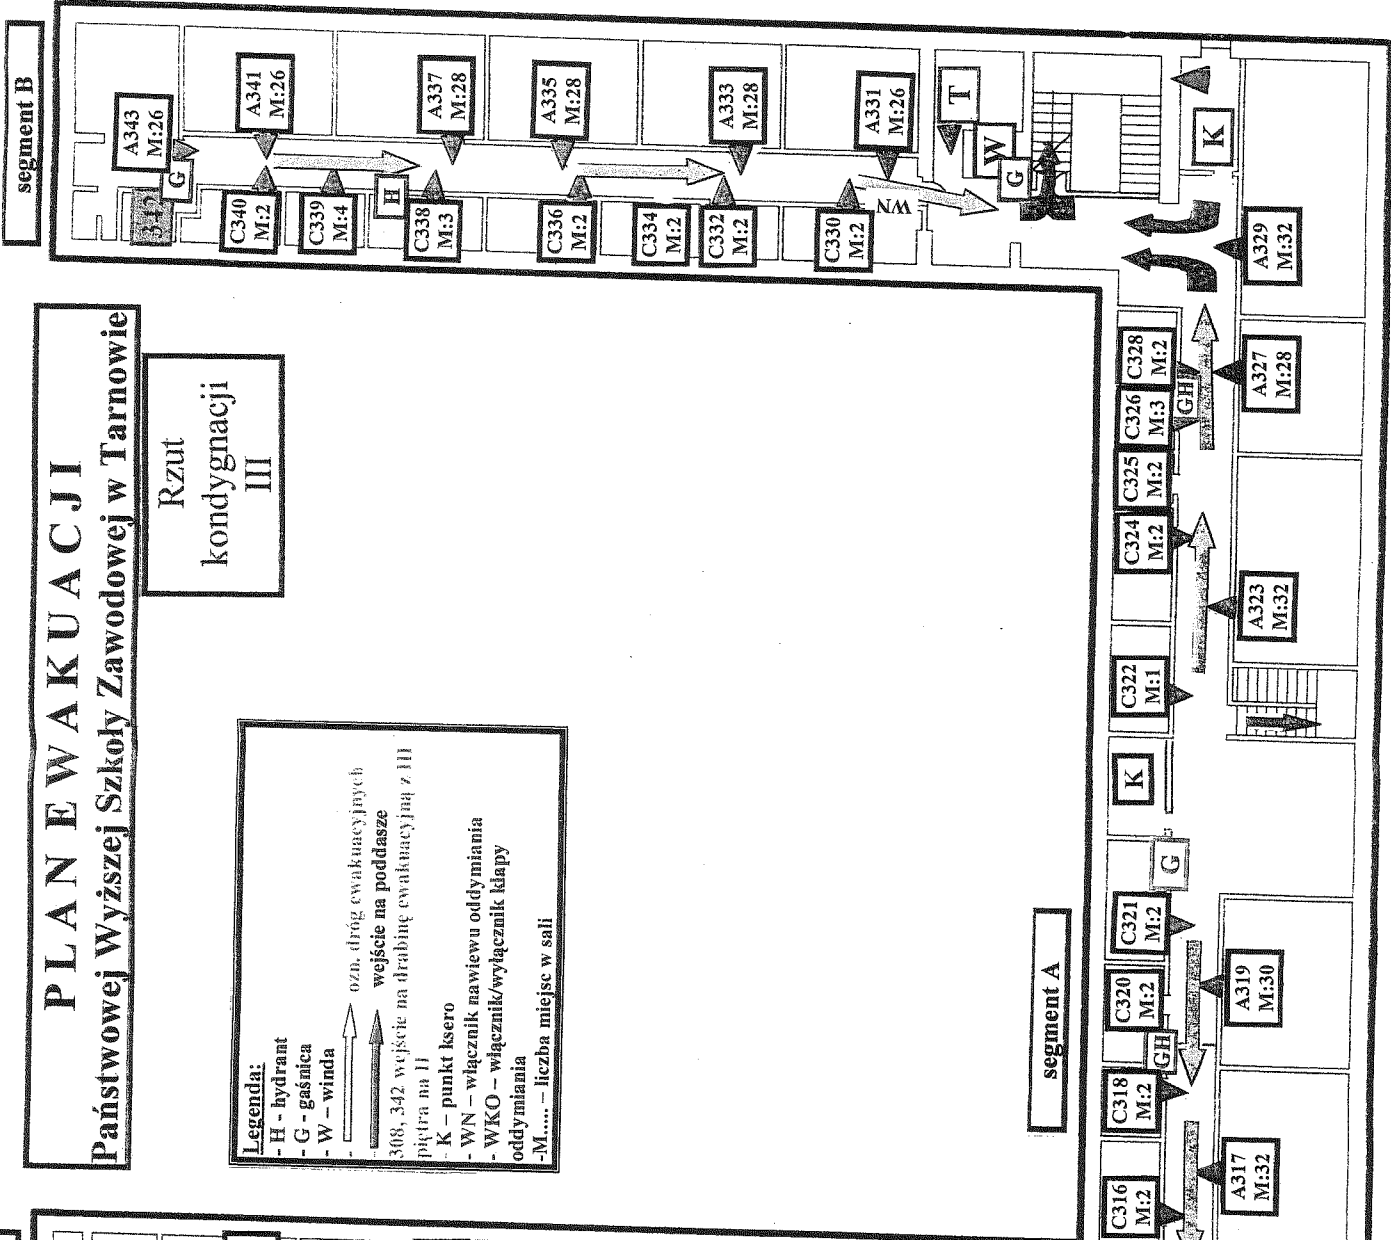 P L A N E W A K U A C J I
Państwowej Wyższej Szkoły Zawodowej w Tarnowie
Rzut
kondygnacji
III
segment B
A343
M:26
A341
M:26
A337
M:28
A335
M:28
A333
M:28
A331
M:26
T
W
G
K
G
342
C340
M:2
C339
M:4
H
C338
M:3
C336
M:2
C334
M:2
C332
M:2
C330
M:2
WN
Legenda:
- H - hydrant
- G - gaśnica
- W – winda
- ozn. dróg ewakuacyjnych
wejście na poddasze
308, 342 wejście na drabinę ewakuacyjną z III
piętra na II
- K – punkt ksero
- WN – włącznik nawiewu oddymiania
- WKO – włącznik/wyłącznik klapy
oddymiania
-M...... – liczba miejsc w sali
segment A
C316
M:2
C318
M:2
GH
C320
M:2
C321
M:2
G
K
C322
M:1
C324
M:2
C325
M:2
C326
M:3
GH
C328
M:2
A317
M:32
A319
M:30
A323
M:32
A327
M:28
A329
M:32